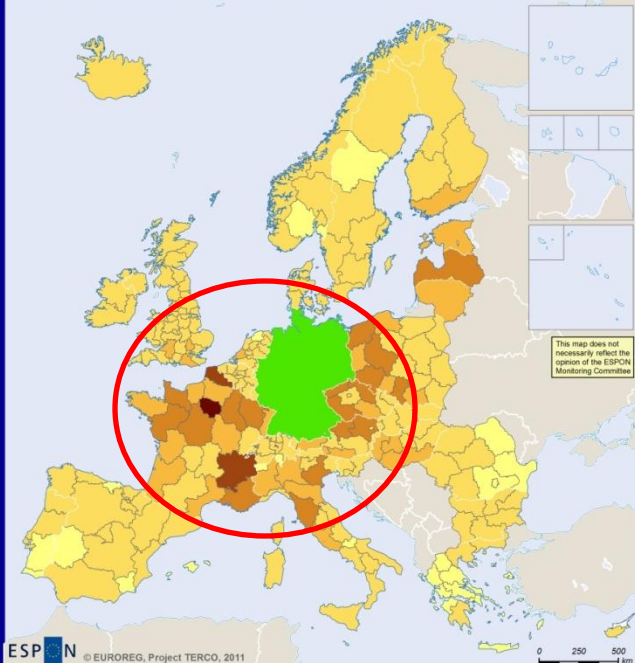 This map does not
necessarily reflect the
opinion of the ESPON
Monitoring Committee
ESPON © EUROREG, Project TERCO, 2011
0 250 500
km